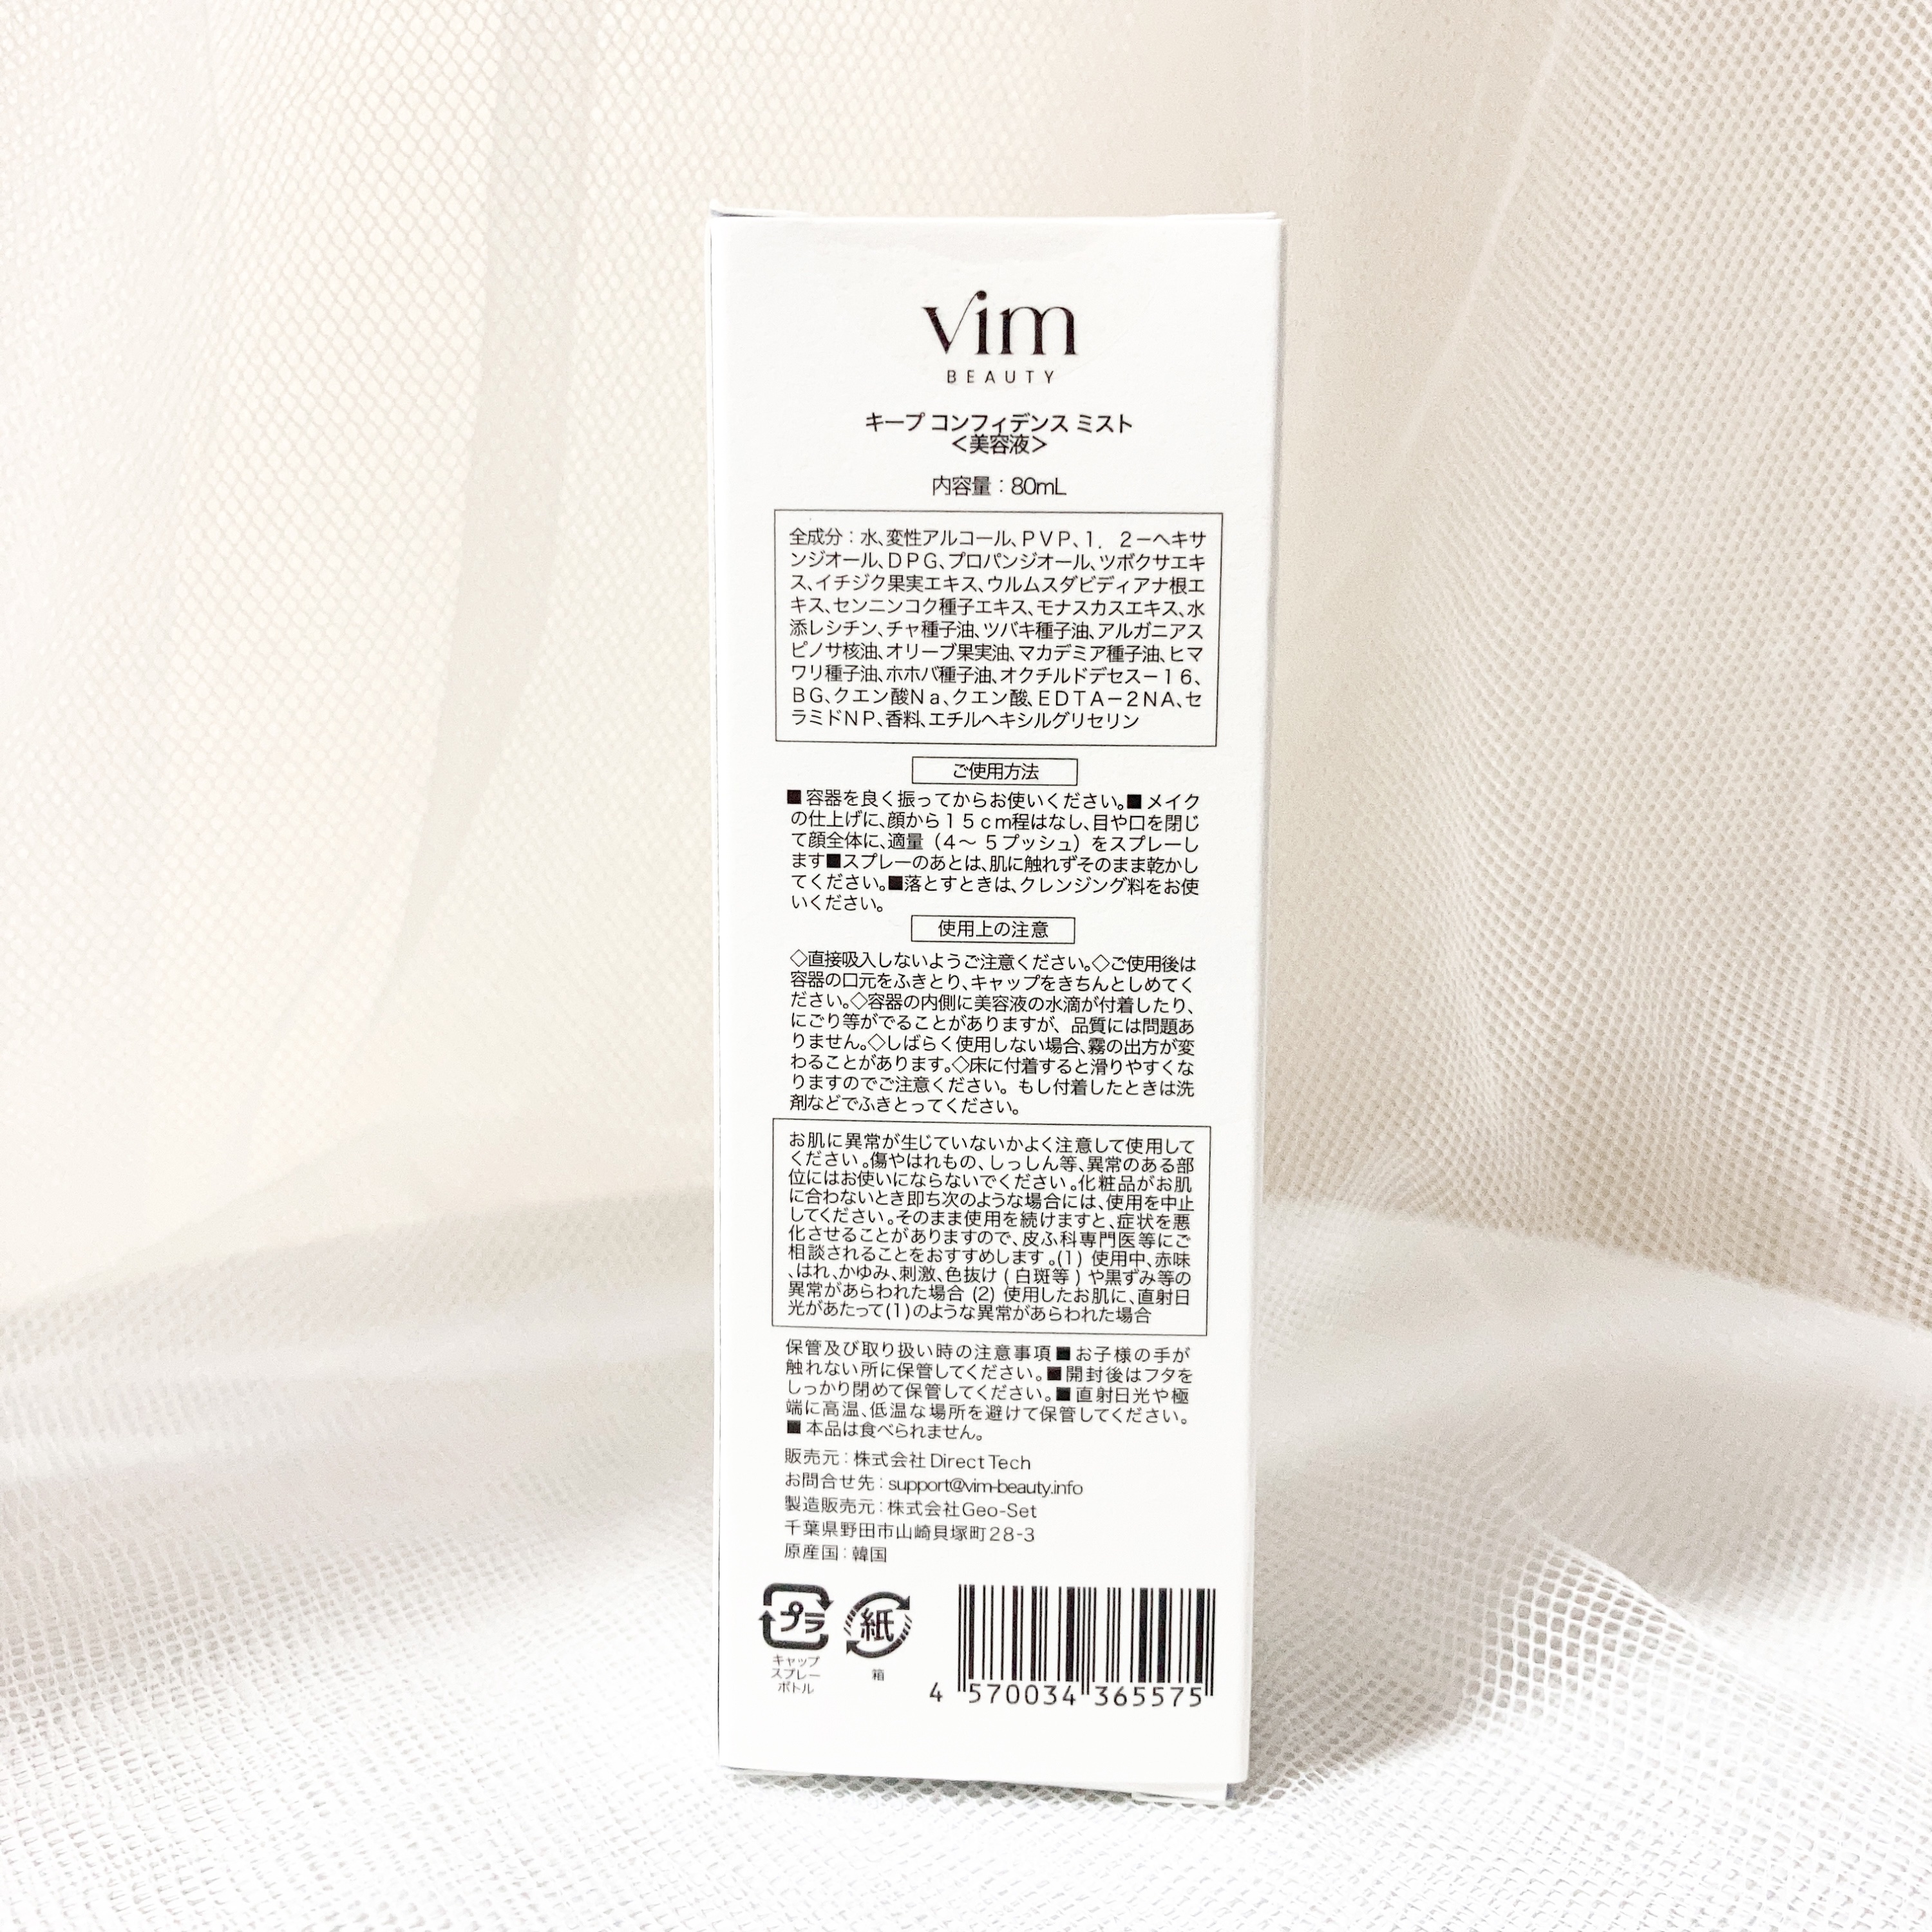 vim
BEAUTY
キープ コンフィデンス ミスト
＜美容液＞
内容量：80mL
全成分：水、変性アルコール、PVP、1．2－ヘキサ
ンジオール、DPG、プロパンジオール、ツボクサエキ
ス、イチジク果実エキス、ウルムスダビディアナ根エ
キス、センニンコク種子エキス、モナスカスエキス、水
添レシチン、チャ種子油、ツバキ種子油、アルガニアス
ピノサ核油、オリーブ果実油、マカデミア種子油、ヒマ
ワリ種子油、ホホバ種子油、オクチルドデセス－16、
BG、クエン酸Na、クエン酸、EDTA－2NA、セ
ラミドNP、香料、エチルヘキシルグリセリン
ご使用方法
■容器を良く振ってからお使いください。■メイク
の仕上げに、顔から15cm程はなし、目や口を閉じ
て顔全体に、適量（4～ 5プッシュ）をスプレーし
ます■スプレーのあとは、肌に触れずそのまま乾かし
てください。■落とすときは、クレンジング料をお使
いください。
使用上の注意
◇直接吸入しないようご注意ください。◇ご使用後は
容器の口元をふきとり、キャップをきちんとしめてく
ださい。◇容器の内側に美容液の水滴が付着したり、
にごり等がでることがありますが、品質には問題あ
りません。◇しばらく使用しない場合、霧の出方が変
わることがあります。◇床に付着すると滑りやすくな
りますのでご注意ください。もし付着したときは洗
剤などでふきとってください。
お肌に異常が生じていないかよく注意して使用して
ください。傷やはれもの、しっしん等、異常のある部
位にはお使いにならないでください。化粧品がお肌
に合わないとき即ち次のような場合には、使用を中止
してください。そのまま使用を続けますと、症状を悪
化させることがありますので、皮ふ科専門医等にご
相談されることをおすすめします。(1) 使用中、赤味
、はれ、かゆみ、刺激、色抜け ( 白斑等 ) や黒ずみ等の
異常があらわれた場合 (2) 使用したお肌に、直射日
光があたって(1)のような異常があらわれた場合
保管及び取り扱い時の注意事項■お子様の手が
触れない所に保管してください。■開封後はフタを
しっかり閉めて保管してください。■直射日光や極
端に高温、低温な場所を避けて保管してください。
■本品は食べられません。
販売元：株式会社 Direct Tech
お問合せ先：support@vim-beauty.info
製造販売元：株式会社Geo-Set
千葉県野田市山崎貝塚町28-3
原産国：韓国
プラ
紙
キャップ
スプレー
ボトル
箱
4 570034 365575